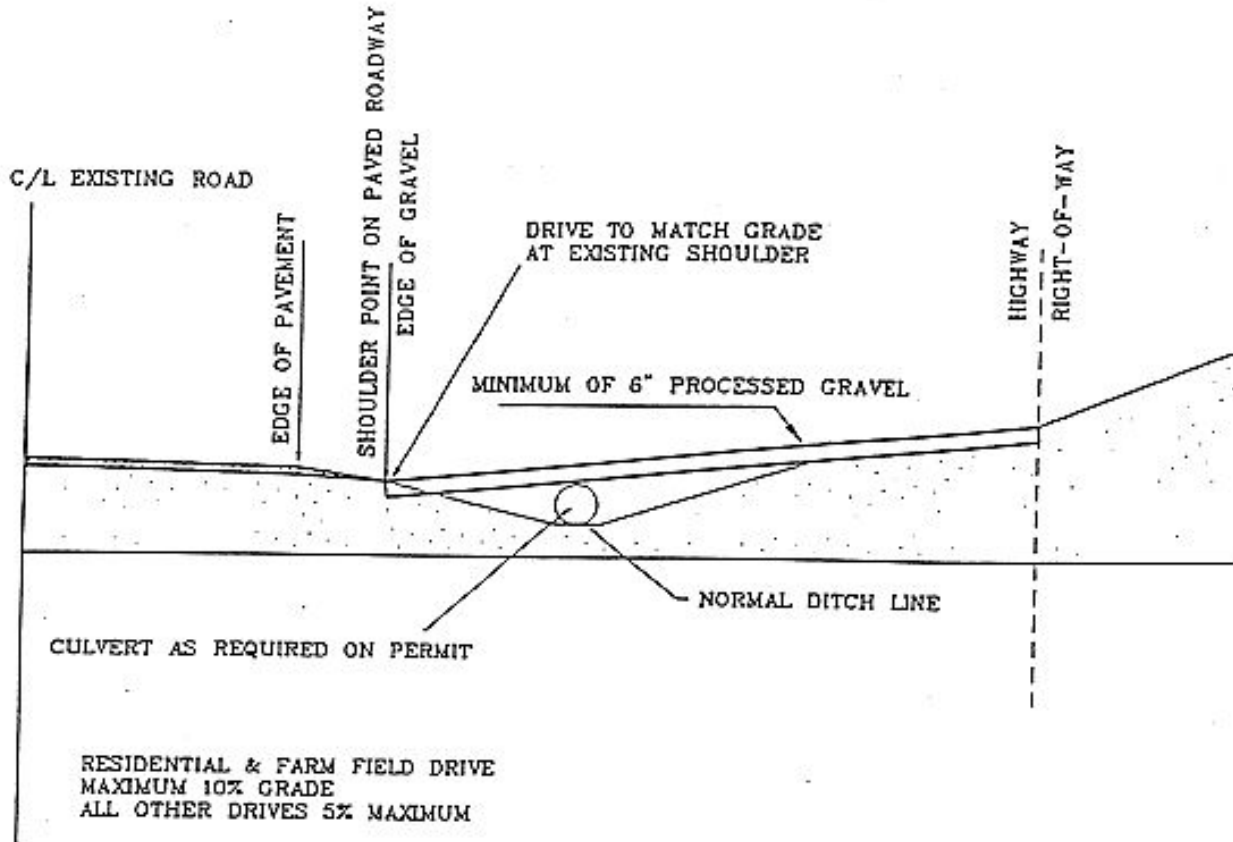 C/L EXISTING ROAD
EDGE OF PAVEMENT
SHOULDER POINT ON PAVED ROADWAY
EDGE OF GRAVEL
DRIVE TO MATCH GRADE
AT EXISTING SHOULDER
HIGHWAY
RIGHT-OF-WAY
MINIMUM OF 6" PROCESSED GRAVEL
NORMAL DITCH LINE
CULVERT AS REQUIRED ON PERMIT
RESIDENTIAL & FARM FIELD DRIVE
MAXIMUM 10% GRADE
ALL OTHER DRIVES 5% MAXIMUM